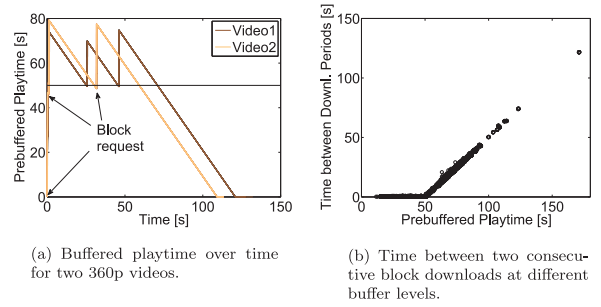 Prebuffered Playtime [s]
80
60
40
20
0
0
50
100
150
Time [s]
Video1
Video2
Block
request
(a) Buffered playtime over time
for two 360p videos.
Time between Downl. Periods [s]
150
100
50
0
0
50
100
150
Prebuffered Playtime [s]
(b) Time between two consecu-
tive block downloads at different
buffer levels.